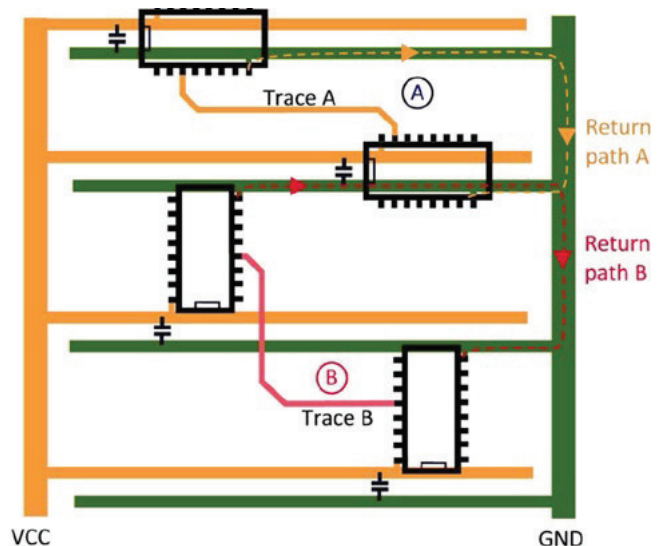 Trace A
A
Return
path A
Return
path B
B
Trace B
VCC
GND